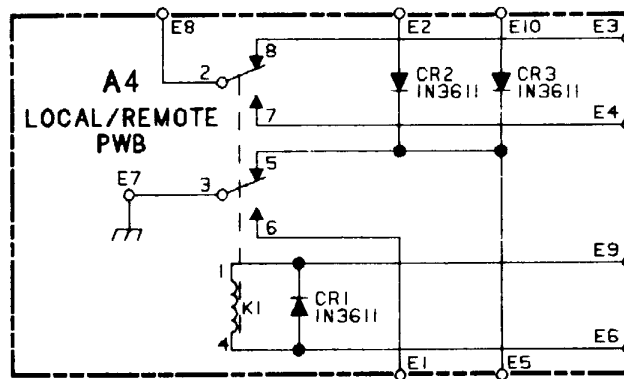 E8
E2
E10
E3
8
A4
2
CR2
1N3611
CR3
1N3611
LOCAL/REMOTE
PWB
7
E4
5
E7
3
6
1
E9
K1
CR1
1N3611
4
E6
E1
E5